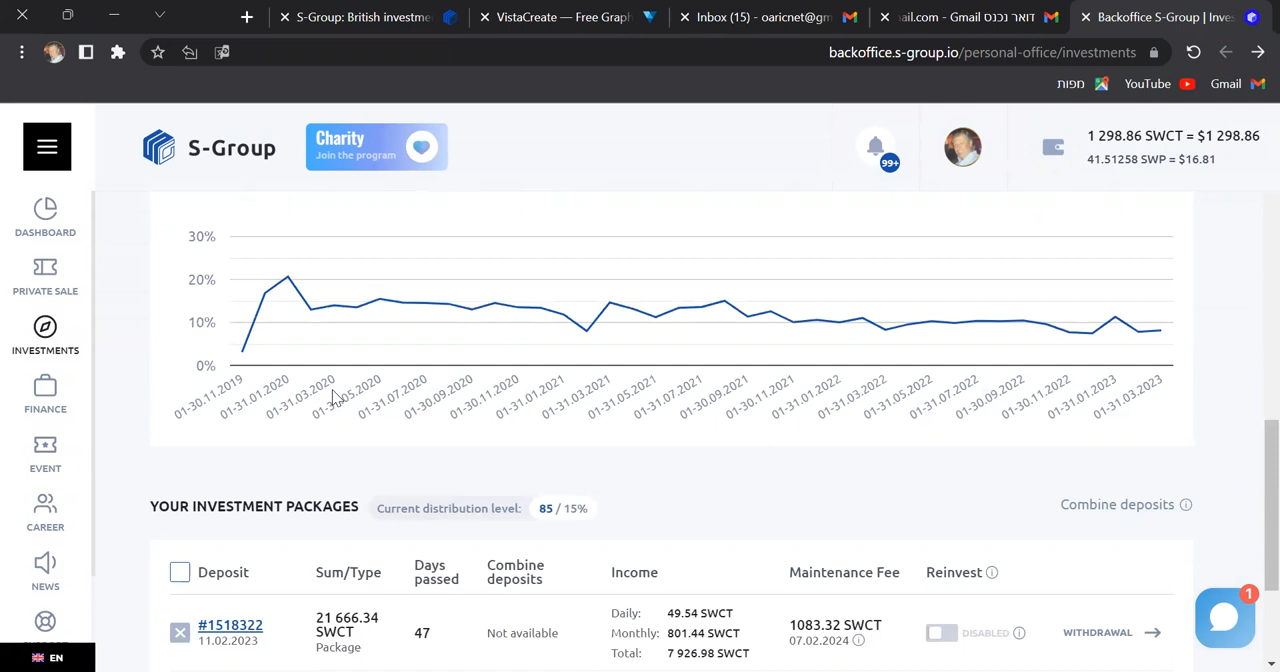 S-Group: British investme
VistaCreate — Free Graph
Inbox (15) - oaricnet@gm
דואר נכנס Gmail - ail.com
Backoffice S-Group | Inves
backoffice.s-group.io/personal-office/investments
מפות
YouTube
Gmail
S-Group
Charity
Join the program
99+
1 298.86 SWCT = $1 298.86
41.51258 SWP = $16.81
DASHBOARD
PRIVATE SALE
INVESTMENTS
FINANCE
EVENT
CAREER
NEWS
EN
30%
20%
10%
0%
01-30.11.2019
01-31.01.2020
01-31.03.2020
01-31.05.2020
01-31.07.2020
01-30.09.2020
01-30.11.2020
01-31.01.2021
01-31.03.2021
01-31.05.2021
01-31.07.2021
01-30.09.2021
01-30.11.2021
01-31.01.2022
01-31.03.2022
01-31.05.2022
01-31.07.2022
01-30.09.2022
01-30.11.2022
01-31.01.2023
01-31.03.2023
YOUR INVESTMENT PACKAGES
Current distribution level: 85 / 15%
Combine deposits
Deposit
Sum/Type
Days
passed
Combine
deposits
Income
Maintenance Fee
Reinvest
#1518322
11.02.2023
21 666.34
SWCT
Package
47
Not available
Daily: 49.54 SWCT
Monthly: 801.44 SWCT
Total: 7 926.98 SWCT
1083.32 SWCT
07.02.2024
DISABLED
WITHDRAWAL
1